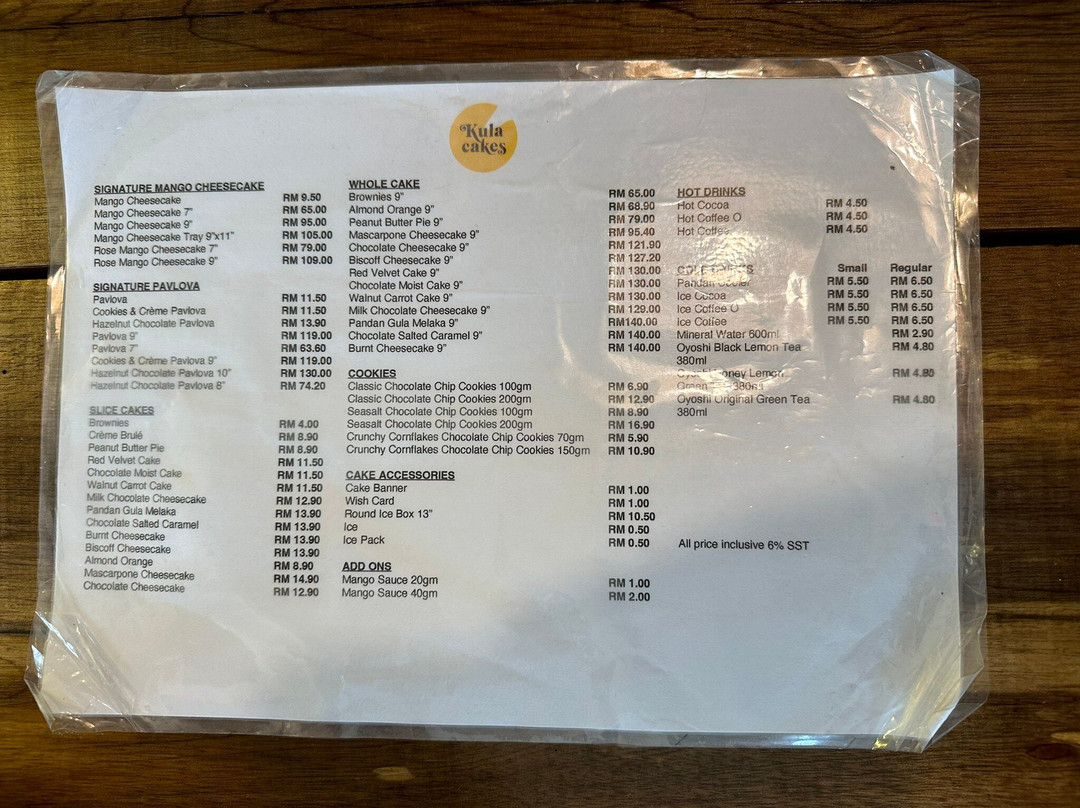 Kula
cakes
SIGNATURE MANGO CHEESECAKE
Mango Cheesecake RM 9.50
Mango Cheesecake 7" RM 65.00
Mango Cheesecake 9" RM 95.00
Mango Cheesecake Tray 9"x11" RM 105.00
Rose Mango Cheesecake 7" RM 79.00
Rose Mango Cheesecake 9" RM 109.00
SIGNATURE PAVLOVA
Pavlova RM 11.50
Cookies & Crème Pavlova RM 11.50
Hazelnut Chocolate Pavlova RM 13.90
Pavlova 9" RM 119.00
Pavlova 7" RM 63.60
Cookies & Crème Pavlova 9" RM 119.00
Hazelnut Chocolate Pavlova 10" RM 130.00
Hazelnut Chocolate Pavlova 8" RM 74.20
SLICE CAKES
Brownies RM 4.00
Crème Brulé RM 8.90
Peanut Butter Pie RM 8.90
Red Velvet Cake RM 11.50
Chocolate Moist Cake RM 11.50
Walnut Carrot Cake RM 11.50
Milk Chocolate Cheesecake RM 12.90
Pandan Gula Melaka RM 13.90
Chocolate Salted Caramel RM 13.90
Burnt Cheesecake RM 13.90
Biscoff Cheesecake RM 13.90
Almond Orange RM 8.90
Mascarpone Cheesecake RM 14.90
Chocolate Cheesecake RM 12.90
WHOLE CAKE
Brownies 9" RM 65.00
Almond Orange 9" RM 68.90
Peanut Butter Pie 9" RM 79.00
Mascarpone Cheesecake 9" RM 95.40
Chocolate Cheesecake 9" RM 121.90
Biscoff Cheesecake 9" RM 127.20
Red Velvet Cake 9" RM 130.00
Chocolate Moist Cake 9" RM 130.00
Walnut Carrot Cake 9" RM 130.00
Milk Chocolate Cheesecake 9" RM 129.00
Pandan Gula Melaka 9" RM140.00
Chocolate Salted Caramel 9" RM 140.00
Burnt Cheesecake 9" RM 140.00
COOKIES
Classic Chocolate Chip Cookies 100gm RM 6.90
Classic Chocolate Chip Cookies 200gm RM 12.90
Seasalt Chocolate Chip Cookies 100gm RM 8.90
Seasalt Chocolate Chip Cookies 200gm RM 16.90
Crunchy Cornflakes Chocolate Chip Cookies 70gm RM 5.90
Crunchy Cornflakes Chocolate Chip Cookies 150gm RM 10.90
CAKE ACCESSORIES
Cake Banner RM 1.00
Wish Card RM 1.00
Round Ice Box 13" RM 10.50
Ice RM 0.50
Ice Pack RM 0.50
ADD ONS
Mango Sauce 20gm RM 1.00
Mango Sauce 40gm RM 2.00
HOT DRINKS
Hot Cocoa RM 4.50
Hot Coffee O RM 4.50
Hot Coffee RM 4.50
COLD DRINKS Small Regular
Pandan Cooler RM 5.50 RM 6.50
Ice Cocoa RM 5.50 RM 6.50
Ice Coffee O RM 5.50 RM 6.50
Ice Coffee RM 5.50 RM 6.50
Mineral Water 600ml RM 2.90
Oyoshi Black Lemon Tea RM 4.80
380ml
Oyoshi Honey Lemon RM 4.80
Green Tea 380ml
Oyoshi Original Green Tea RM 4.80
380ml
All price inclusive 6% SST